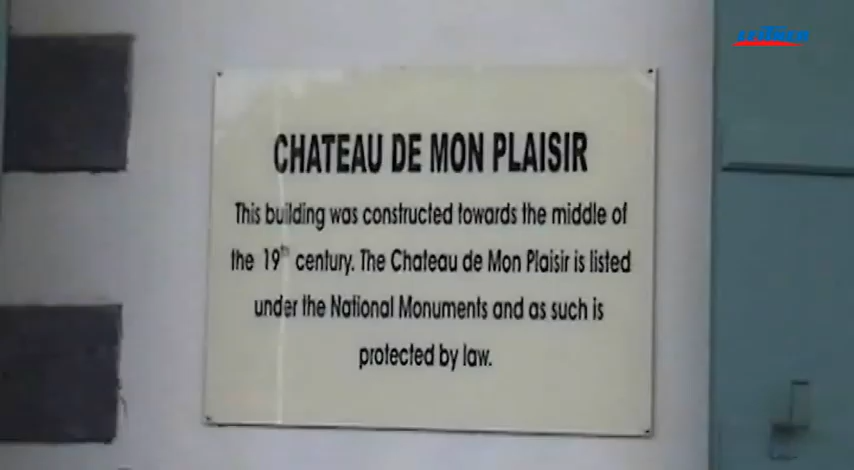 CHATEAU DE MON PLAISIR
This building was constructed towards the middle of
the 19th century. The Chateau de Mon Plaisir is listed
under the National Monuments and as such is
protected by law.